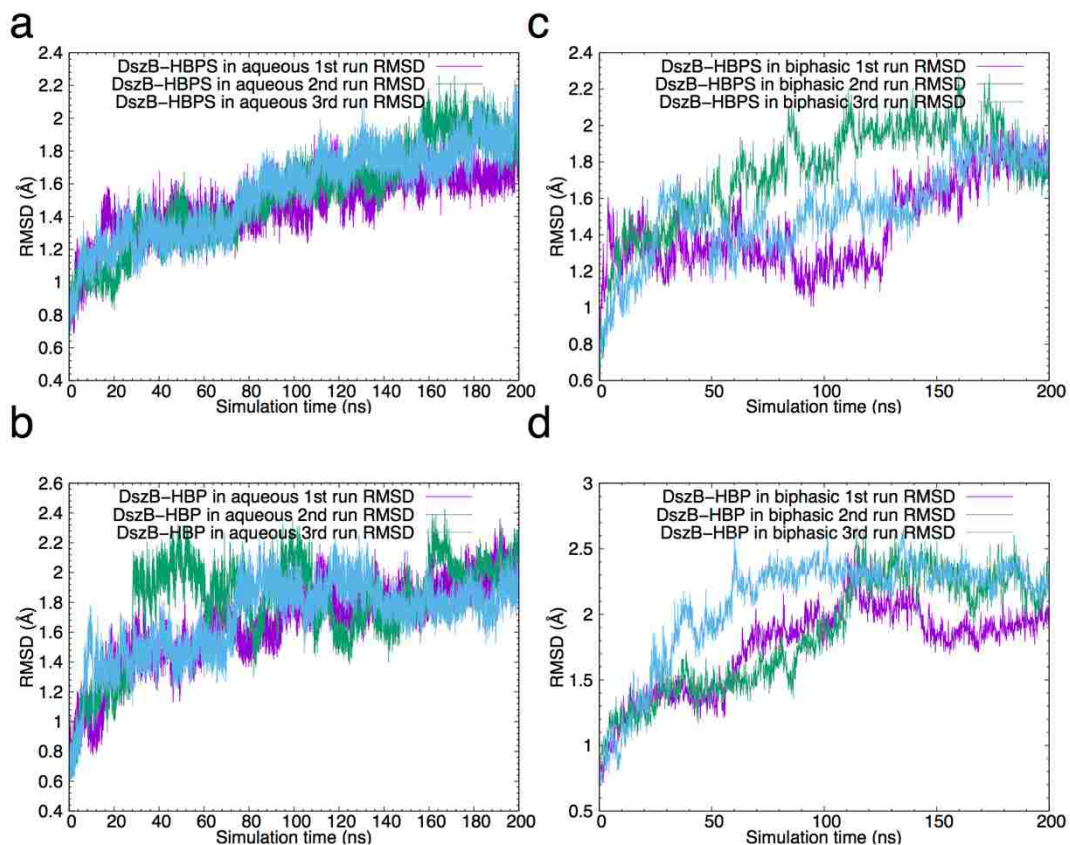 a
2.4
2.2
2
1.8
1.6
1.4
1.2
1
0.8
0.6
0.4
RMSD (Å)
DszB-HBPS in aqueous 1st run RMSD
DszB-HBPS in aqueous 2nd run RMSD
DszB-HBPS in aqueous 3rd run RMSD
0 20 40 60 80 100 120 140 160 180 200
Simulation time (ns)
c
2.4
2.2
2
1.8
1.6
1.4
1.2
1
0.8
0.6
RMSD (Å)
DszB-HBPS in biphasic 1st run RMSD
DszB-HBPS in biphasic 2nd run RMSD
DszB-HBPS in biphasic 3rd run RMSD
0 50 100 150 200
Simulation time (ns)
b
2.6
2.4
2.2
2
1.8
1.6
1.4
1.2
1
0.8
0.6
0.4
RMSD (Å)
DszB-HBP in aqueous 1st run RMSD
DszB-HBP in aqueous 2nd run RMSD
DszB-HBP in aqueous 3rd run RMSD
0 20 40 60 80 100 120 140 160 180 200
Simulation time (ns)
d
3
2.5
2
1.5
1
0.5
RMSD (Å)
DszB-HBP in biphasic 1st run RMSD
DszB-HBP in biphasic 2nd run RMSD
DszB-HBP in biphasic 3rd run RMSD
0 50 100 150 200
Simulation time (ns)